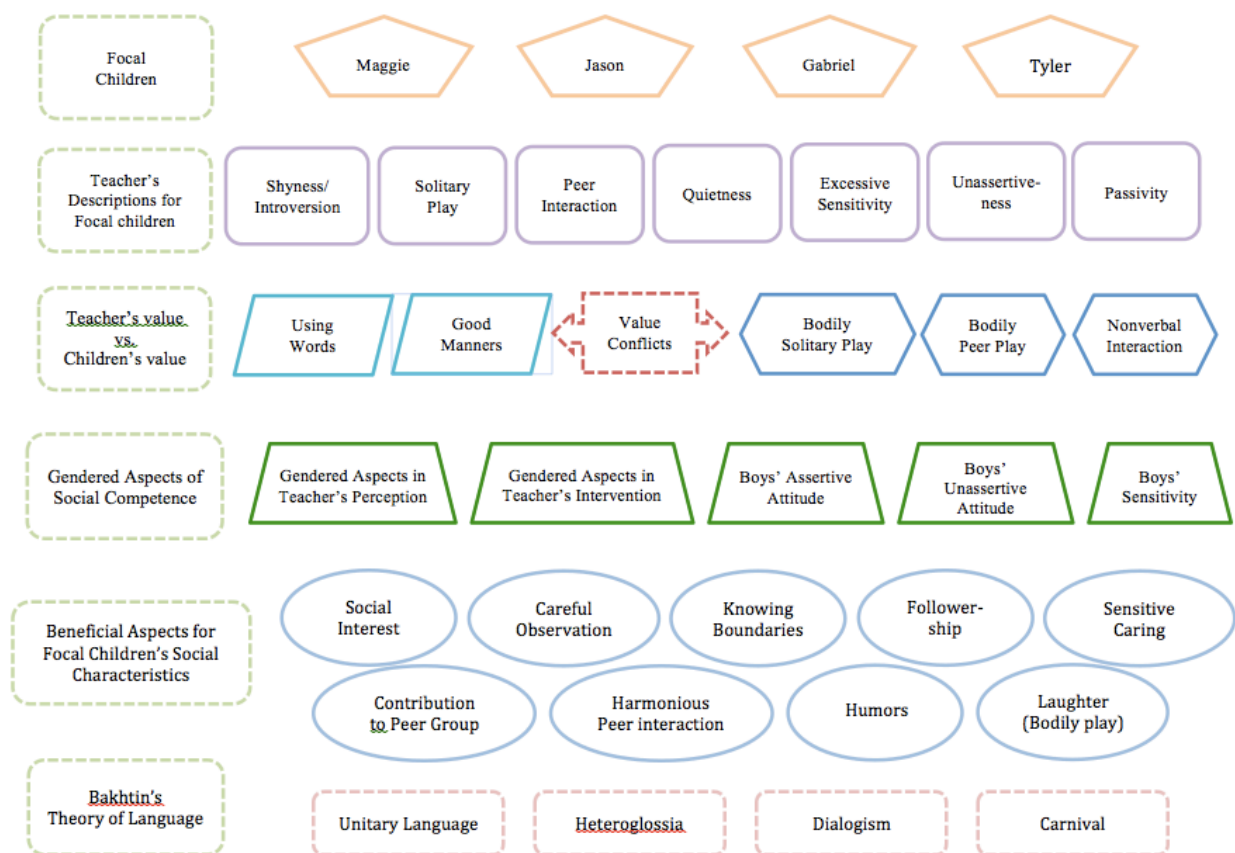 Focal
Children
Maggie
Jason
Gabriel
Tyler
Teacher's
Descriptions for
Focal children
Shyness/
Introversion
Solitary
Play
Peer
Interaction
Quietness
Excessive
Sensitivity
Unassertive-
ness
Passivity
Teacher's value
vs.
Children's value
Using
Words
Good
Manners
Value
Conflicts
Bodily
Solitary Play
Bodily
Peer Play
Nonverbal
Interaction
Gendered Aspects of
Social Competence
Gendered Aspects in
Teacher's Perception
Gendered Aspects in
Teacher's Intervention
Boys' Assertive
Attitude
Boys'
Unassertive
Attitude
Boys'
Sensitivity
Beneficial Aspects for
Focal Children's Social
Characteristics
Social
Interest
Careful
Observation
Knowing
Boundaries
Follower-
ship
Sensitive
Caring
Contribution
to Peer Group
Harmonious
Peer interaction
Humors
Laughter
(Bodily play)
Bakhtin's
Theory of Language
Unitary Language
Heteroglossia
Dialogism
Carnival